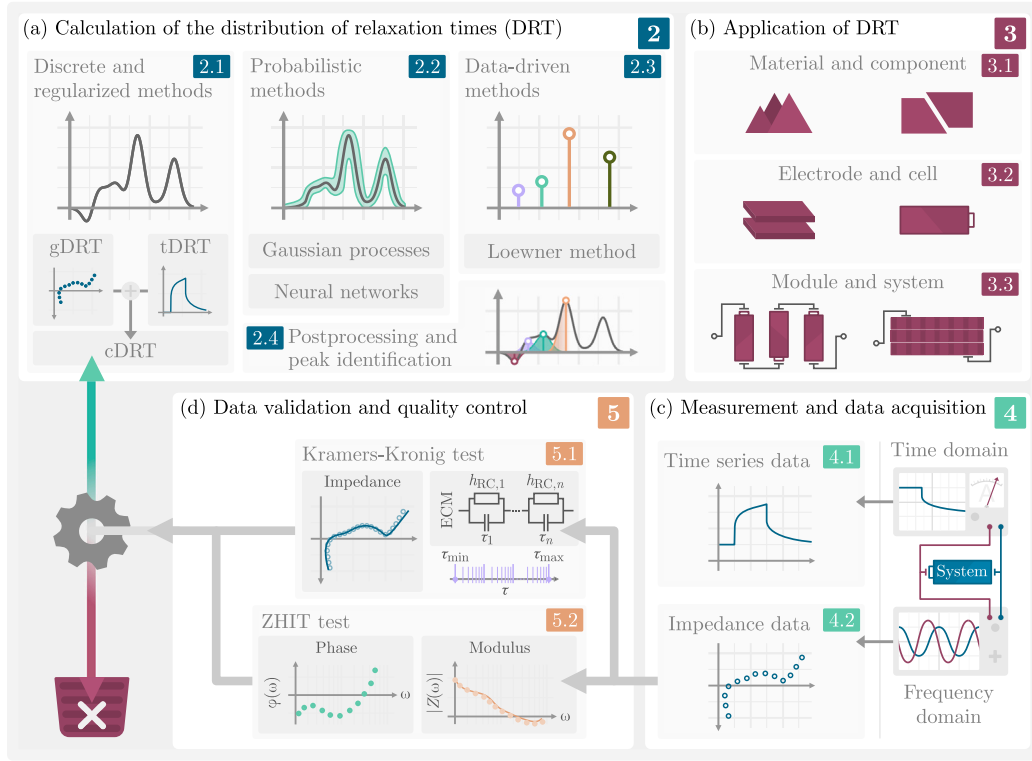 (a) Calculation of the distribution of relaxation times (DRT)
2
Discrete and
regularized methods
2.1
gDRT
tDRT
cDRT
Probabilistic
methods
2.2
Gaussian processes
Neural networks
Data-driven
methods
2.3
Loewner method
2.4
Postprocessing and
peak identification
(b) Application of DRT
3
Material and component
3.1
Electrode and cell
3.2
Module and system
3.3
(d) Data validation and quality control
5
Kramers-Kronig test
5.1
Impedance
ECM
h_RC,1
h_RC,n
τ_1
τ_n
τ_min
τ_max
τ
ZHIT test
5.2
Phase
φ(ω)
ω
Modulus
|Z(ω)|
ω
(c) Measurement and data acquisition
4
Time series data
4.1
Impedance data
4.2
Time domain
System
Frequency
domain